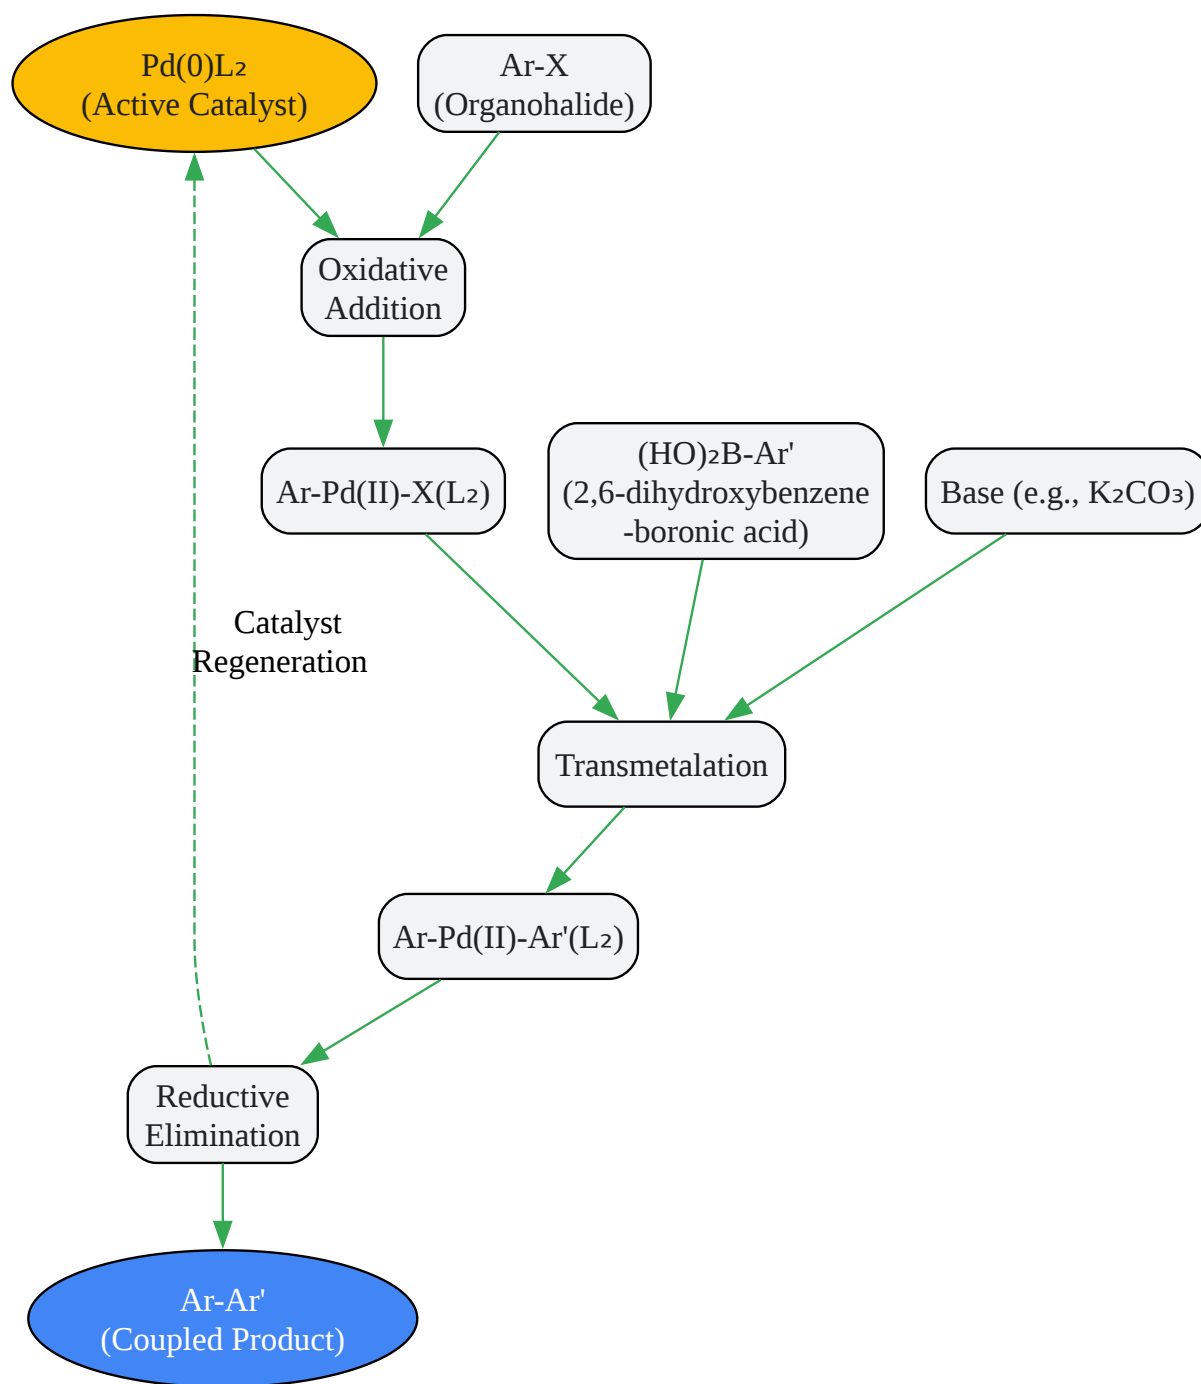 Pd(0)L₂
(Active Catalyst)
Ar-X
(Organohalide)
Oxidative
Addition
Ar-Pd(II)-X(L₂)
(HO)₂B-Ar'
(2,6-dihydroxybenzene
-boronic acid)
Base (e.g., K₂CO₃)
Catalyst
Regeneration
Transmetalation
Ar-Pd(II)-Ar'(L₂)
Reductive
Elimination
Ar-Ar'
(Coupled Product)